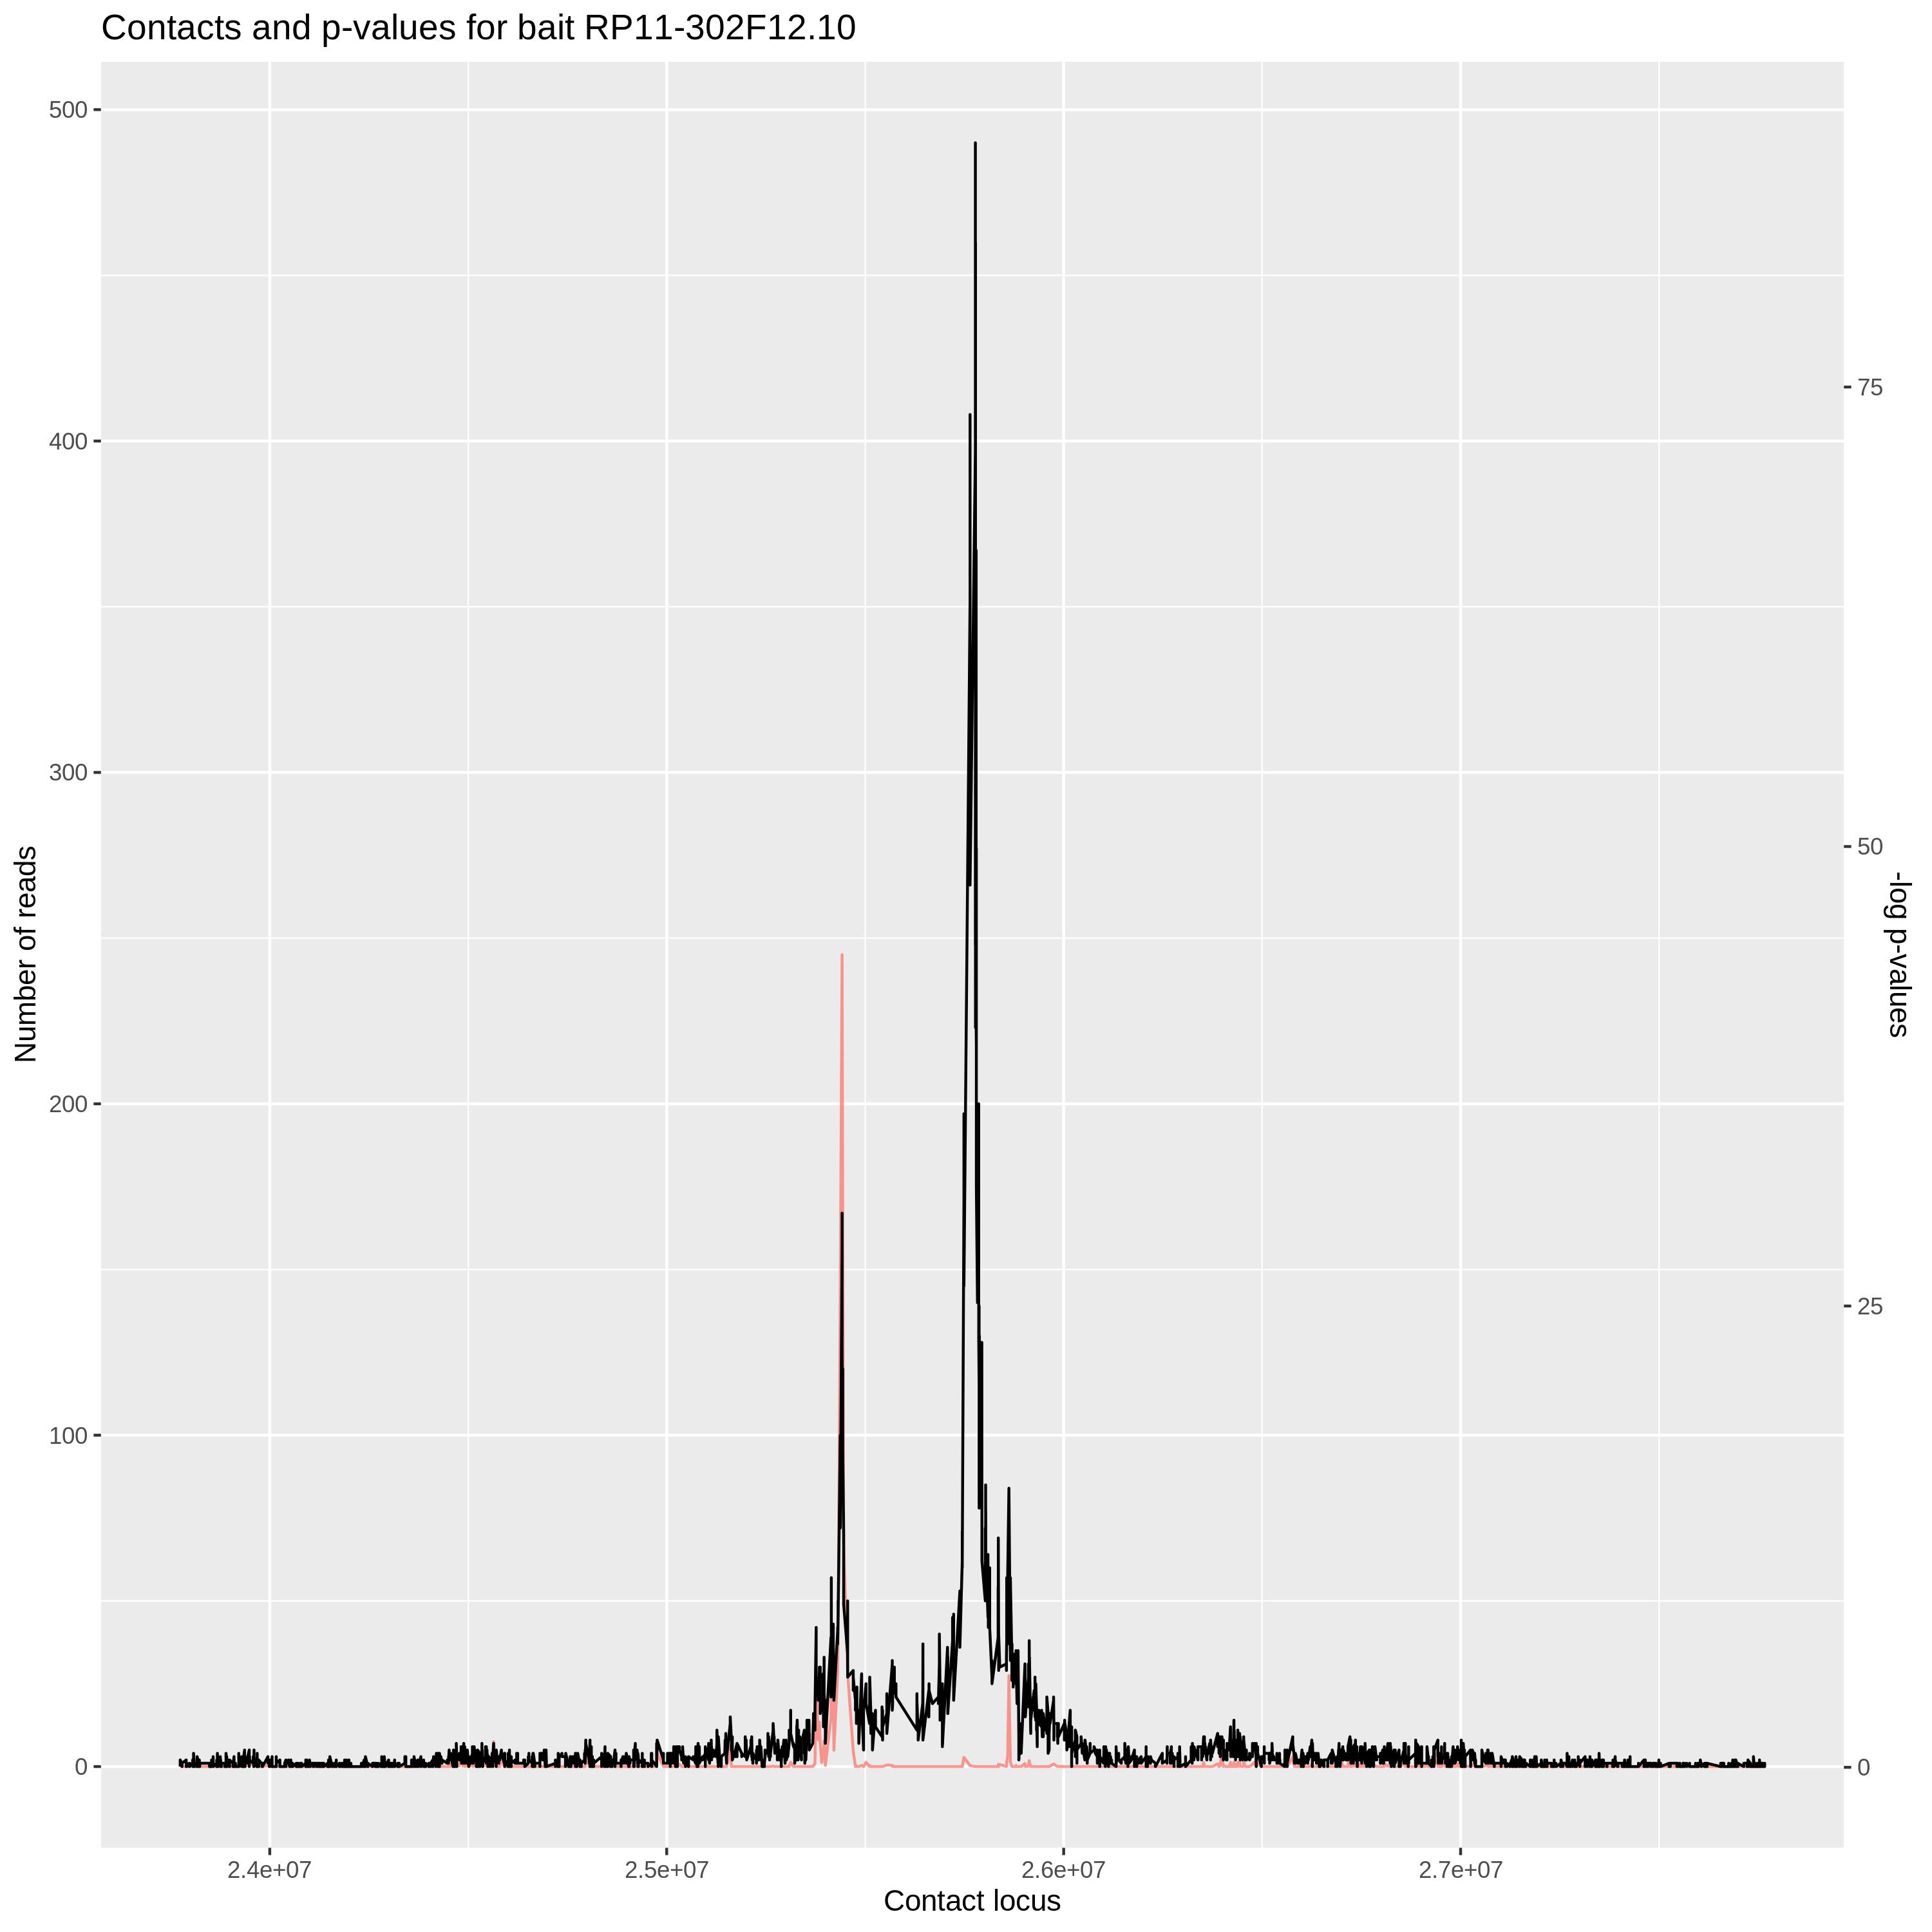 Contacts and p-values for bait RP11-302F12.10
500
400
300
200
100
0
Number of reads
75
50
25
0
-log p-values
2.4e+07 2.5e+07 2.6e+07 2.7e+07
Contact locus